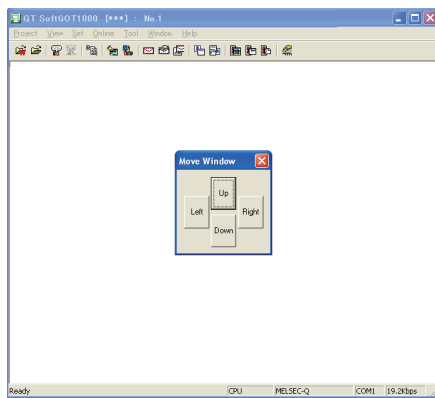 GT SoftGOT1000 [***] : No.1
Project View Set Online Tool Window Help
Move Window
Up
Left Right
Down
Ready CPU MELSEC-Q COM1 19.2Kbps